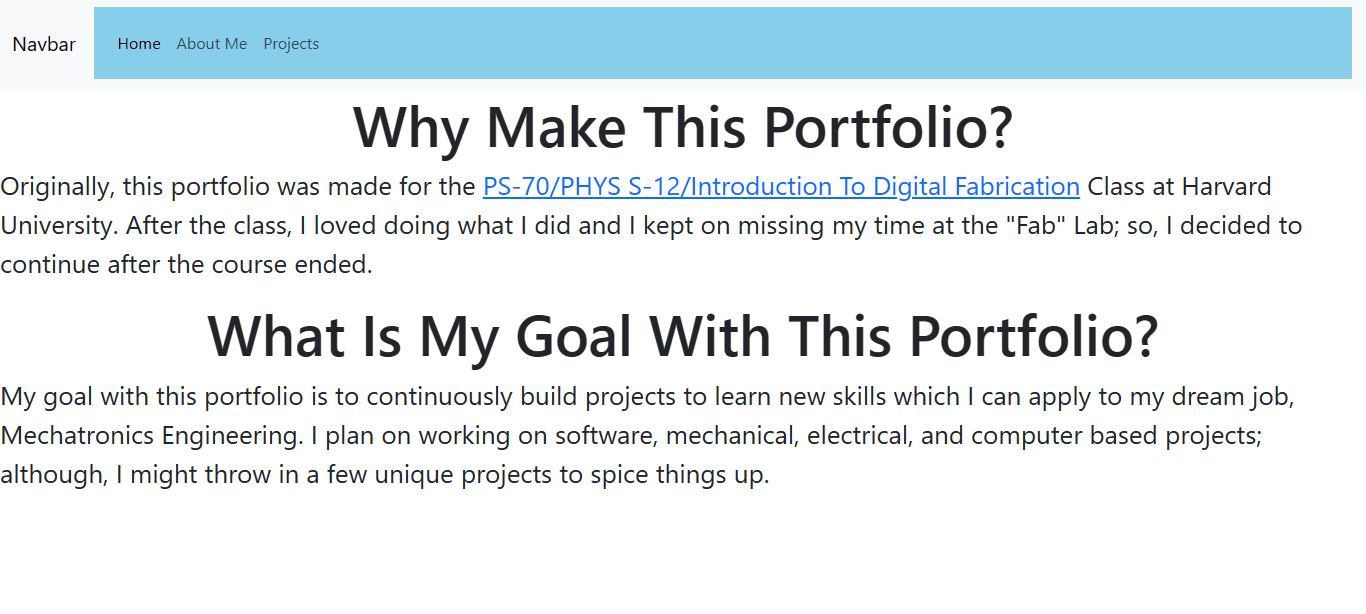 Navbar Home About Me Projects
Why Make This Portfolio?
Originally, this portfolio was made for the PS-70/PHYS S-12/Introduction To Digital Fabrication Class at Harvard
University. After the class, I loved doing what I did and I kept on missing my time at the "Fab" Lab; so, I decided to
continue after the course ended.
What Is My Goal With This Portfolio?
My goal with this portfolio is to continuously build projects to learn new skills which I can apply to my dream job,
Mechatronics Engineering. I plan on working on software, mechanical, electrical, and computer based projects;
although, I might throw in a few unique projects to spice things up.